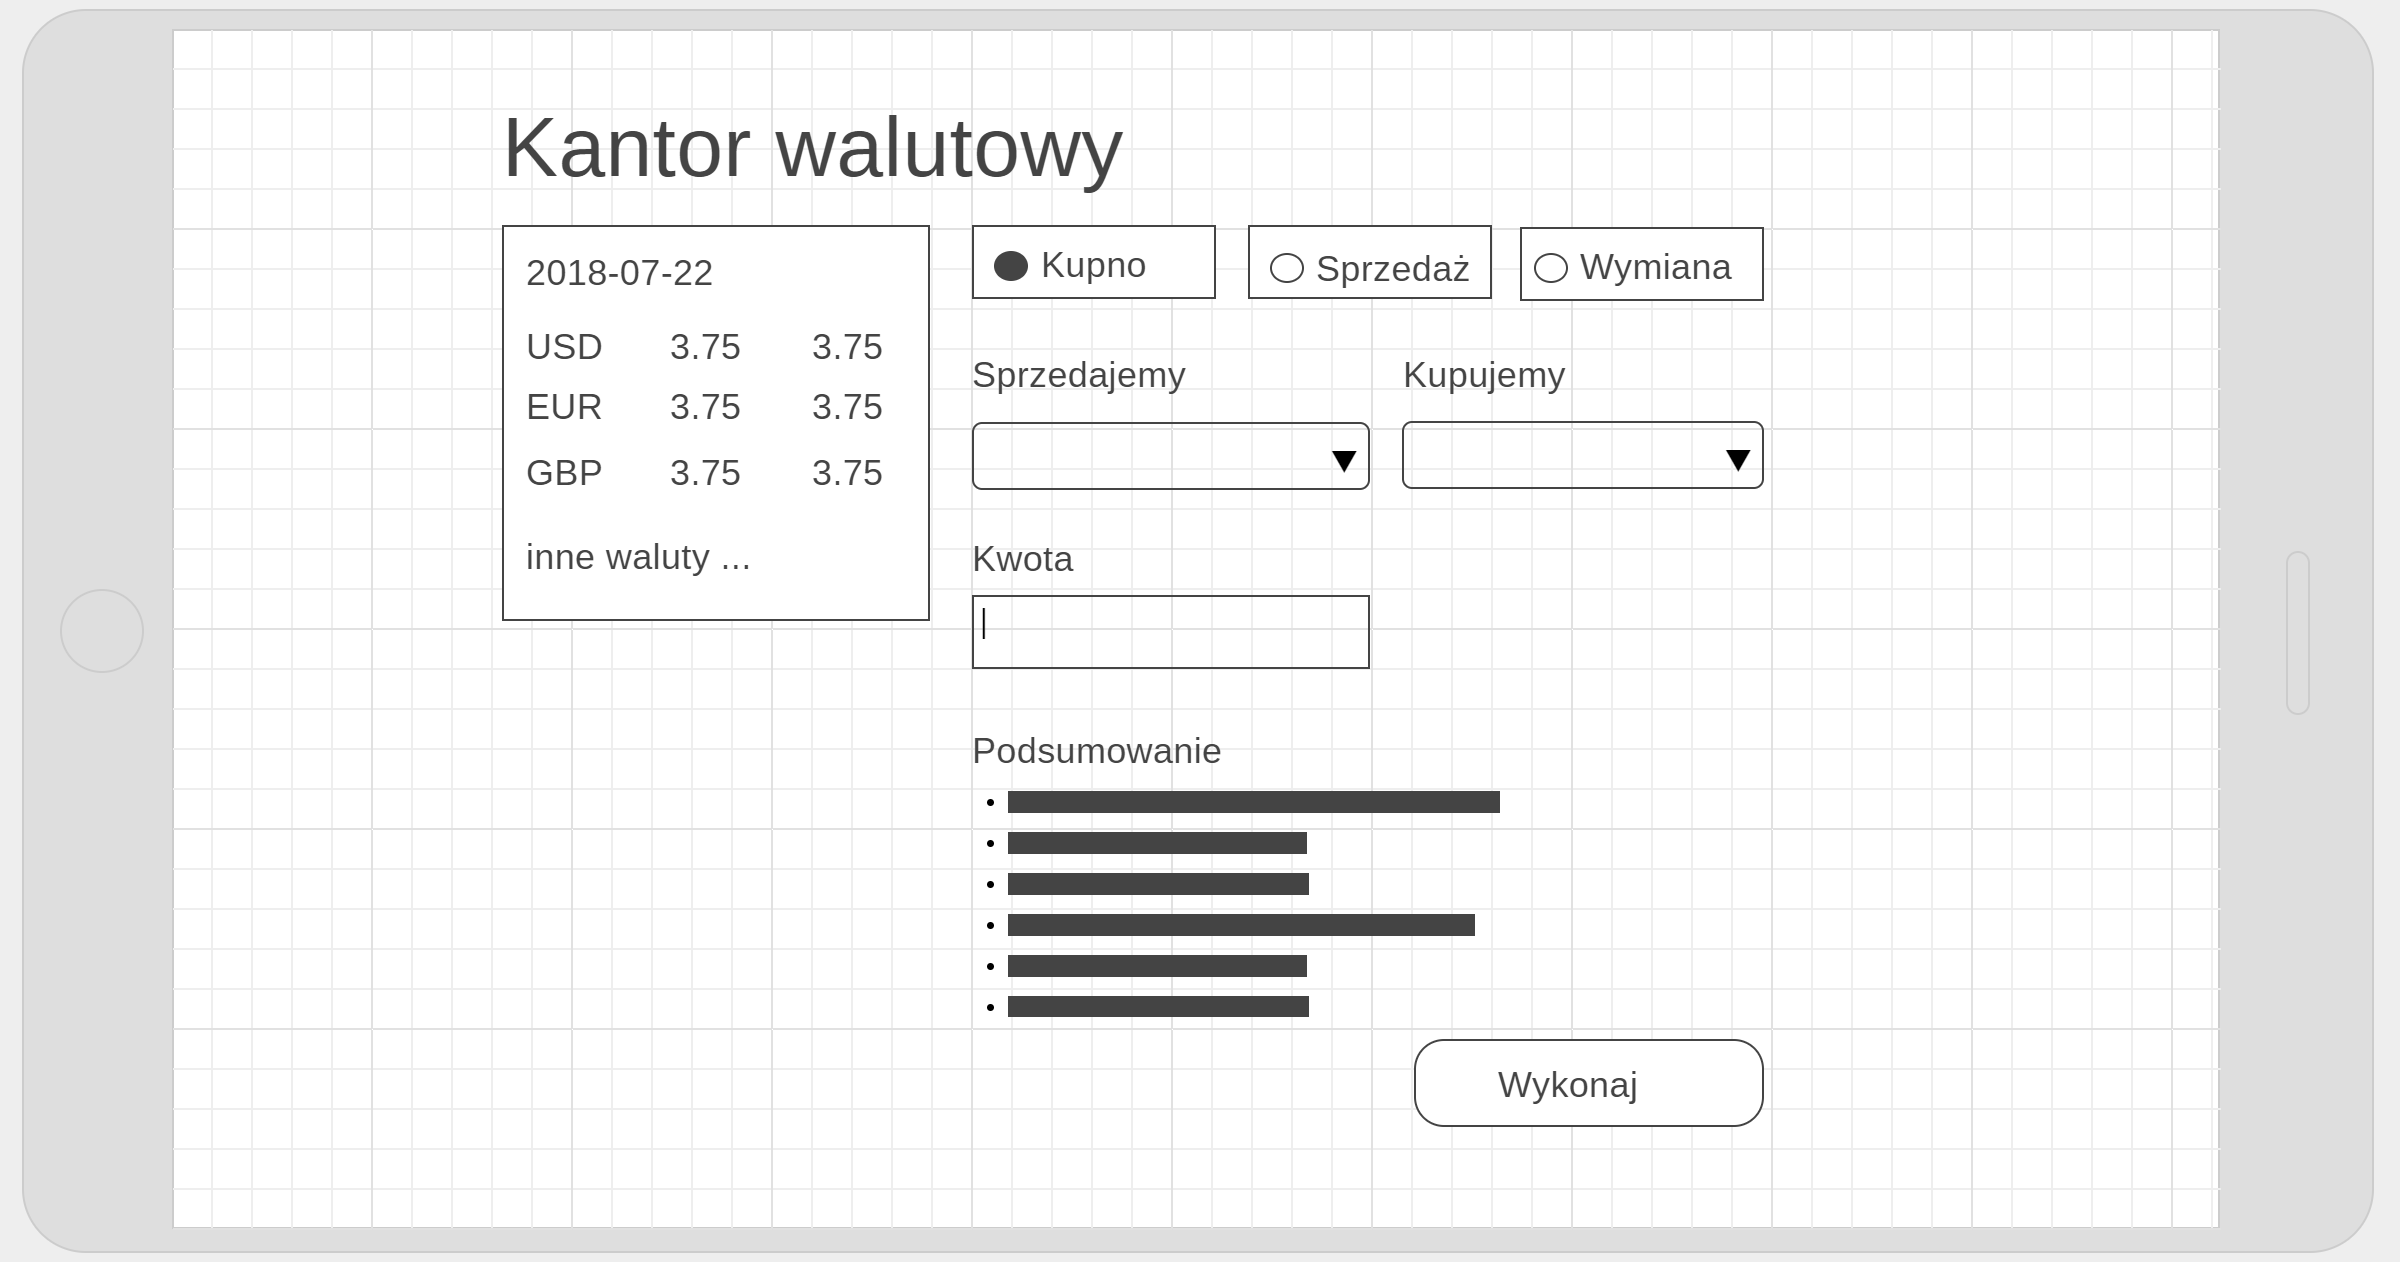 Kantor walutowy
2018-07-22
USD 3.75 3.75
EUR 3.75 3.75
GBP 3.75 3.75
inne waluty ...
Kupno Sprzedaż Wymiana
Sprzedajemy Kupujemy
Kwota
Podsumowanie
Wykonaj